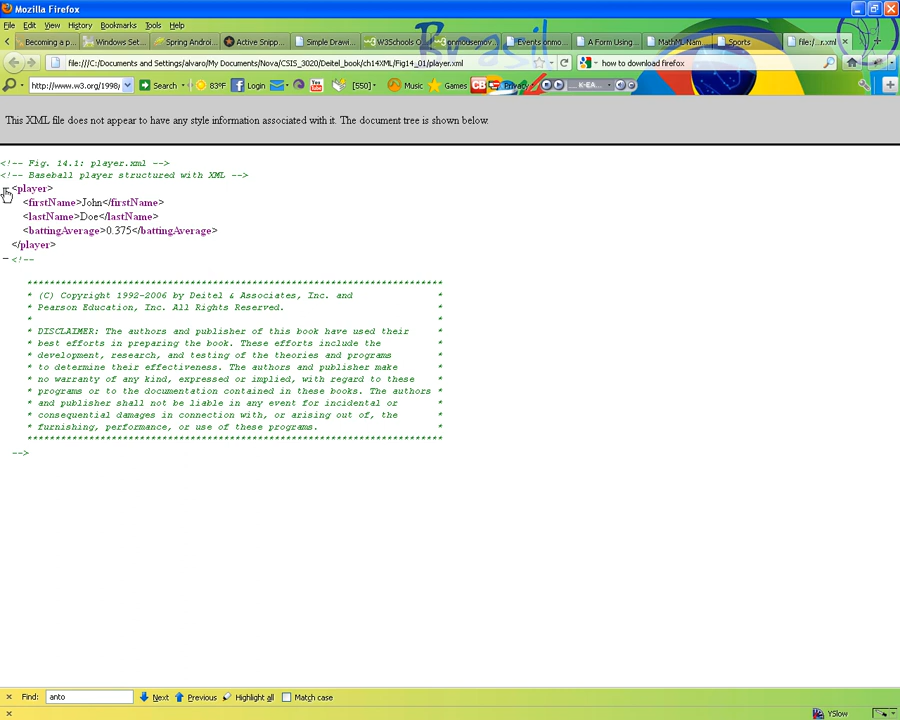 Mozilla Firefox
File Edit View History Bookmarks Tools Help
Brasil
Becoming a p... Windows Set... Spring Androi... Active Snipp... Simple Drawi... W3Schools O... onmousemov... Events onmo... A Form Using... MathML Nam... Sports file:/...r.xml
file:///C:/Documents and Settings/alvaro/My Documents/Nova/CSIS_3020/Deitel_book/ch14XML/Fig14_01/player.xml how to download firefox
http://www.w3.org/1998/ Search 83°F Login [550] Music Games CB Privacy K-EA...
This XML file does not appear to have any style information associated with it. The document tree is shown below.
<!-- Fig. 14.1: player.xml -->
<!-- Baseball player structured with XML -->
<player>
<firstName>John</firstName>
<lastName>Doe</lastName>
<battingAverage>0.375</battingAverage>
</player>
− <!--
**************************************************************************
* (C) Copyright 1992-2006 by Deitel & Associates, Inc. and *
* Pearson Education, Inc. All Rights Reserved. *
* *
* DISCLAIMER: The authors and publisher of this book have used their *
* best efforts in preparing the book. These efforts include the *
* development, research, and testing of the theories and programs *
* to determine their effectiveness. The authors and publisher make *
* no warranty of any kind, expressed or implied, with regard to these *
* programs or to the documentation contained in these books. The authors *
* and publisher shall not be liable in any event for incidental or *
* consequential damages in connection with, or arising out of, the *
* furnishing, performance, or use of these programs. *
**************************************************************************
-->
× Find: anto Next Previous Highlight all Match case
× YSlow